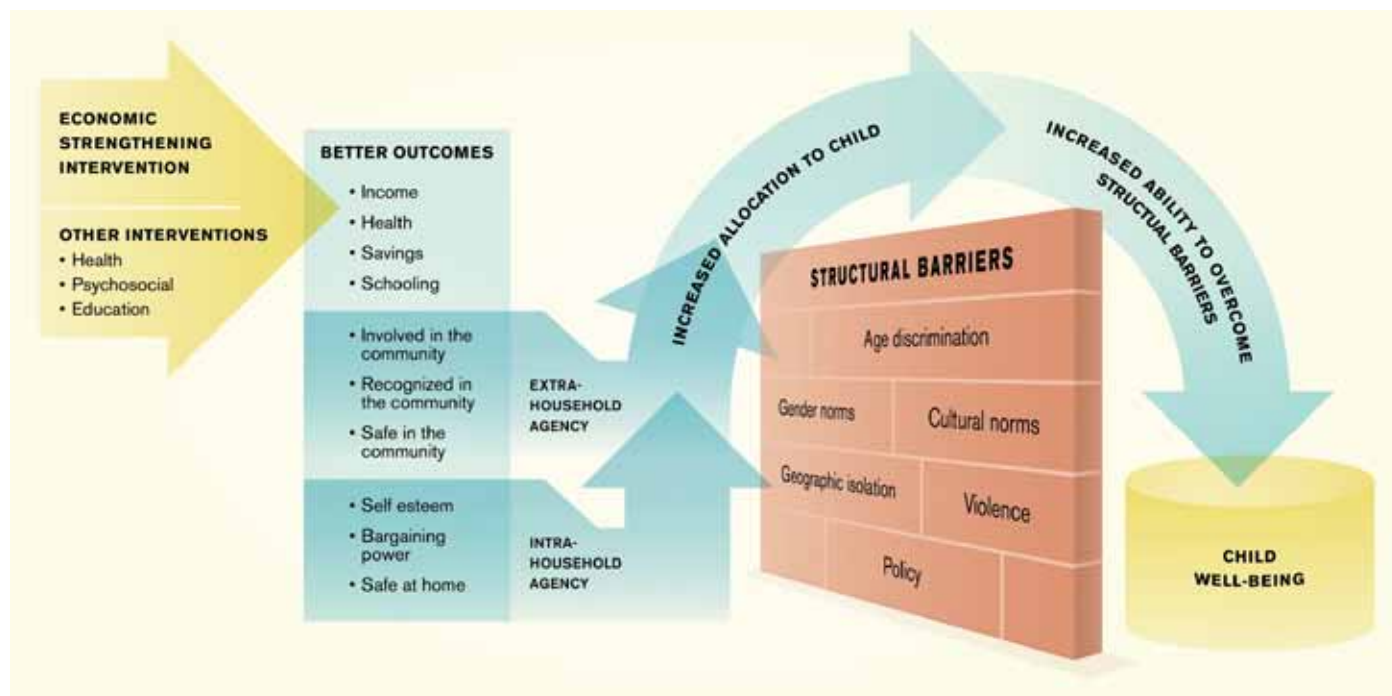 ECONOMIC
STRENGTHENING
INTERVENTION
OTHER INTERVENTIONS
• Health
• Psychosocial
• Education
BETTER OUTCOMES
• Income
• Health
• Savings
• Schooling
• Involved in the
community
• Recognized in
the community
• Safe in the
community
EXTRA-
HOUSEHOLD
AGENCY
• Self esteem
• Bargaining
power
• Safe at home
INTRA-
HOUSEHOLD
AGENCY
INCREASED ALLOCATION TO CHILD
STRUCTURAL BARRIERS
Age discrimination
Gender norms
Cultural norms
Geographic isolation
Violence
Policy
INCREASED ABILITY TO OVERCOME
STRUCTUAL BARRIERS
CHILD
WELL-BEING